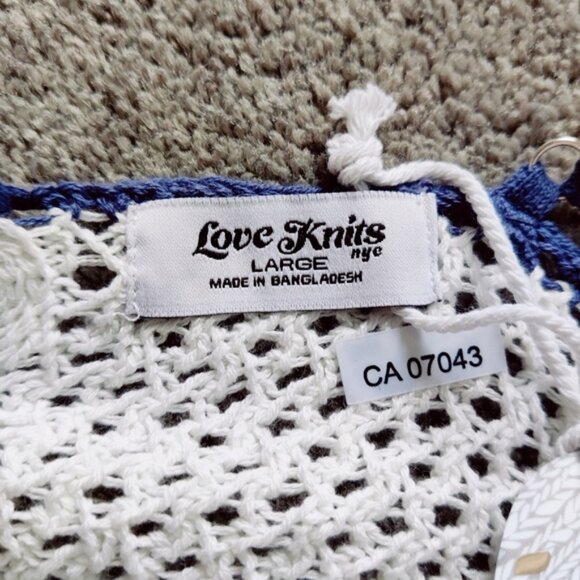 Love Knits
nyc
LARGE
MADE IN BANGLADESH
CA 07043